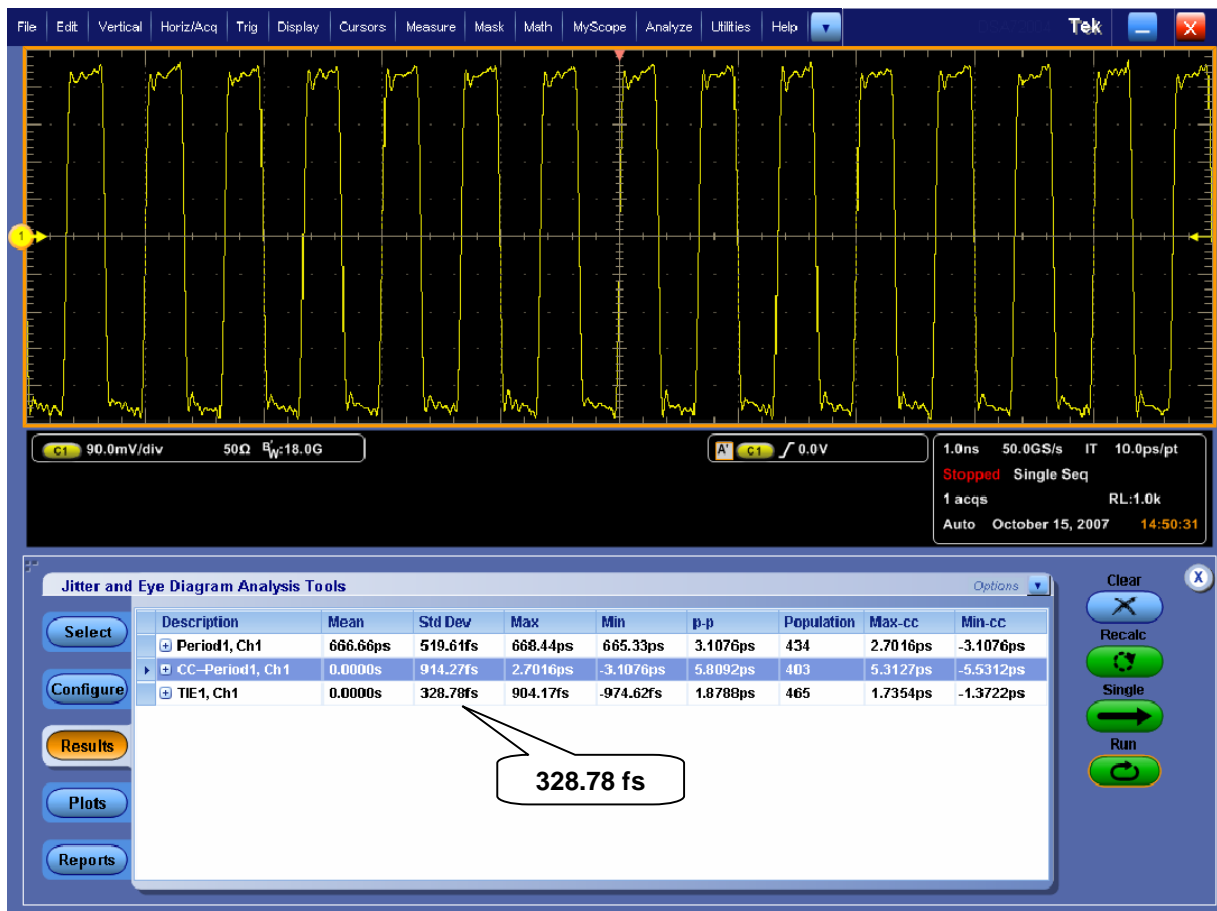 File Edit Vertical Horiz/Acq Trig Display Cursors Measure Mask Math MyScope Analyze Utilities Help Tek
1
C1 90.0mV/div 50Ω B'W:18.0G
A' C1 0.0V
1.0ns 50.0GS/s IT 10.0ps/pt
Stopped Single Seq
1 acqs RL:1.0k
Auto October 15, 2007 14:50:31
Jitter and Eye Diagram Analysis Tools
Options
Select
Configure
Results
Plots
Reports
Description Mean Std Dev Max Min p-p Population Max-cc Min-cc
Period1, Ch1 666.66ps 519.61fs 668.44ps 665.33ps 3.1076ps 434 2.7016ps -3.1076ps
CC–Period1, Ch1 0.0000s 914.27fs 2.7016ps -3.1076ps 5.8092ps 403 5.3127ps -5.5312ps
TIE1, Ch1 0.0000s 328.78fs 904.17fs -974.62fs 1.8788ps 465 1.7354ps -1.3722ps
328.78 fs
Clear
X
Recalc
Single
Run